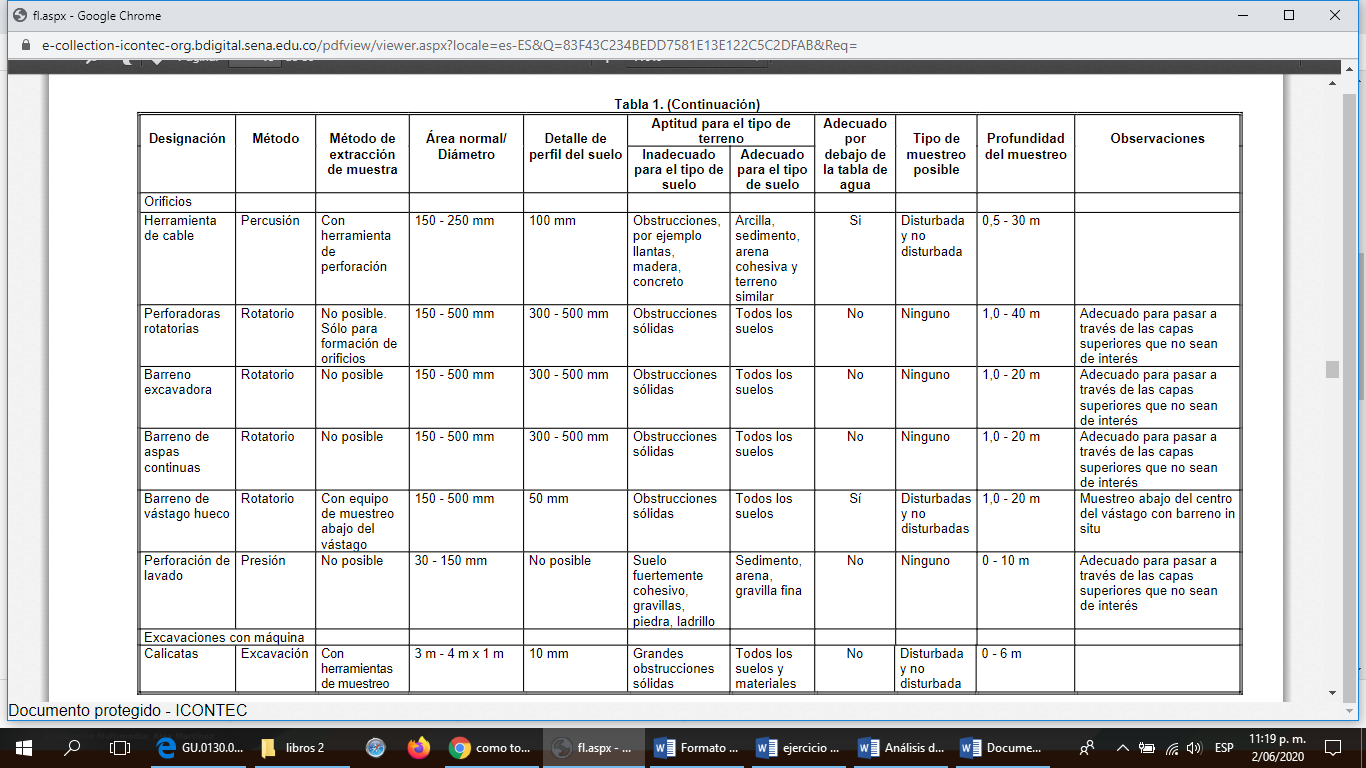 fl.aspx - Google Chrome
e-collection-icontec-org.bdigital.sena.edu.co/pdfview/viewer.aspx?locale=es-ES&Q=83F43C234BEDD7581E13E122C5C2DFAB&Req=
Tabla 1. (Continuación)
Designación
Método
Método de
extracción
de muestra
Área normal/
Diámetro
Detalle de
perfil del suelo
Aptitud para el tipo de
terreno
Inadecuado
para el tipo de
suelo
Adecuado
para el tipo
de suelo
Adecuado
por
debajo de
la tabla de
agua
Tipo de
muestreo
posible
Profundidad
del muestreo
Observaciones
Orificios
Herramienta
de cable
Percusión
Con
herramienta
de
perforación
150 - 250 mm
100 mm
Obstrucciones,
por ejemplo
llantas,
madera,
concreto
Arcilla,
sedimento,
arena
cohesiva y
terreno
similar
Si
Disturbada
y no
disturbada
0,5 - 30 m
Perforadoras
rotatorias
Rotatorio
No posible.
Sólo para
formación de
orificios
150 - 500 mm
300 - 500 mm
Obstrucciones
sólidas
Todos los
suelos
No
Ninguno
1,0 - 40 m
Adecuado para pasar a
través de las capas
superiores que no sean
de interés
Barreno
excavadora
Rotatorio
No posible
150 - 500 mm
300 - 500 mm
Obstrucciones
sólidas
Todos los
suelos
No
Ninguno
1,0 - 20 m
Adecuado para pasar a
través de las capas
superiores que no sean
de interés
Barreno de
aspas
continuas
Rotatorio
No posible
150 - 500 mm
300 - 500 mm
Obstrucciones
sólidas
Todos los
suelos
No
Ninguno
1,0 - 20 m
Adecuado para pasar a
través de las capas
superiores que no sean
de interés
Barreno de
vástago hueco
Rotatorio
Con equipo
de muestreo
abajo del
vástago
150 - 500 mm
50 mm
Obstrucciones
sólidas
Todos los
suelos
Sí
Disturbadas
y no
disturbadas
1,0 - 20 m
Muestreo abajo del centro
del vástago con barreno in
situ
Perforación de
lavado
Presión
No posible
30 - 150 mm
No posible
Suelo
fuertemente
cohesivo,
gravillas,
piedra, ladrillo
Sedimento,
arena,
gravilla fina
No
Ninguno
0 - 10 m
Adecuado para pasar a
través de las capas
superiores que no sean
de interés
Excavaciones con máquina
Calicatas
Excavación
Con
herramientas
de muestreo
3 m - 4 m x 1 m
10 mm
Grandes
obstrucciones
sólidas
Todos los
suelos y
materiales
No
Disturbada
y no
disturbada
0 - 6 m
Documento protegido - ICONTEC
GU.0130.0...
libros 2
como to...
fl.aspx - ...
Formato ...
ejercicio ...
Análisis d...
Docume...
ESP
11:19 p. m.
2/06/2020